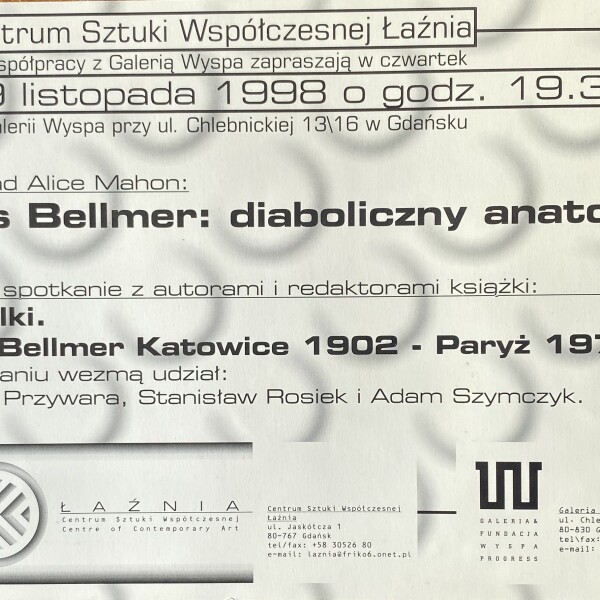 trum Sztuki Współczesnej Łaźnia
spółpracy z Galerią Wyspa zapraszają w czwartek
9 listopada 1998 o godz. 19.3
alerii Wyspa przy ul. Chlebnickiej 13\16 w Gdańsku
ad Alice Mahon:
s Bellmer: diaboliczny anato
spotkanie z autorami i redaktorami książki:
lki.
Bellmer Katowice 1902 - Paryż 197
aniu wezmą udział:
Przywara, Stanisław Rosiek i Adam Szymczyk.
ŁAŹNIA
Centrum Sztuki Współczesnej
Centre of Contemporary Art
Centrum Sztuki Współczesnej
Łaźnia
ul. Jaskółcza 1
80-767 Gdańsk
tel/fax: +58 30526 80
e-mail: laznia@friko6.onet.pl
W
GALERIA &
FUNDACJA
WYSPA
PROGRESS
Galeria
ul. Chle
80-830 G
tel\fax:
e-mail: